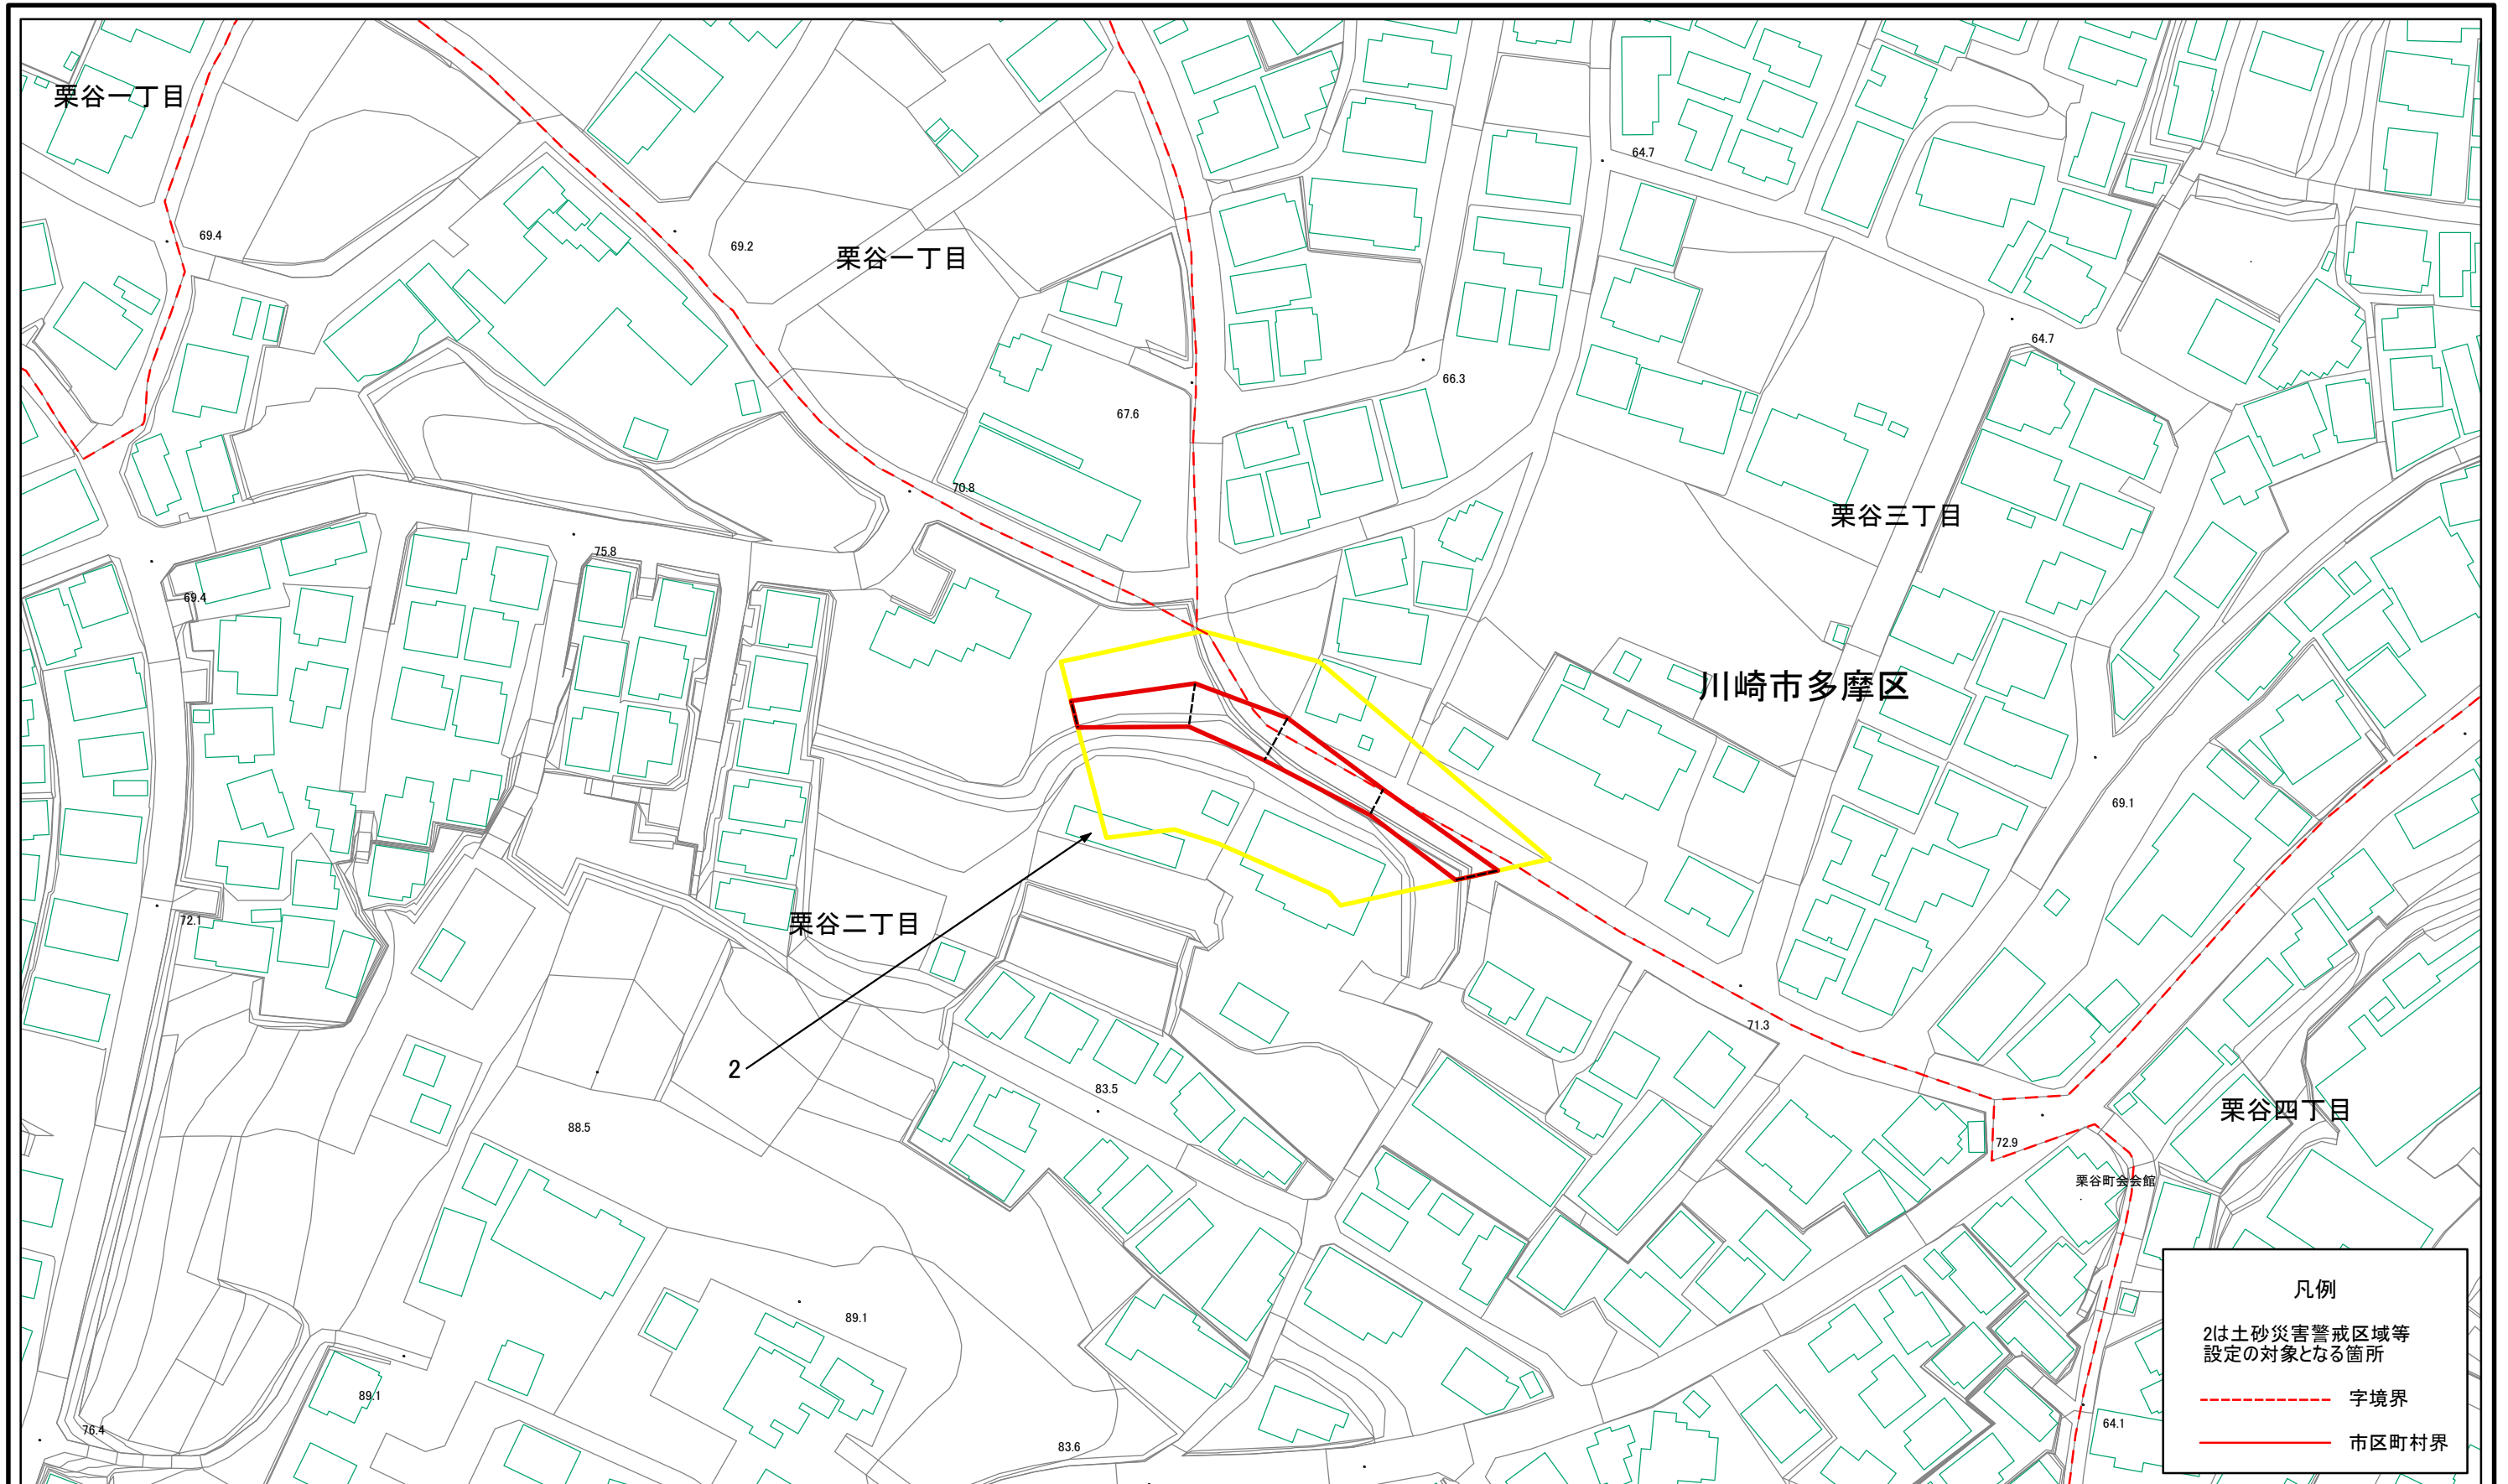 栗谷一丁目
64.7
69.4
69.2
栗谷一丁目
64.7
66.3
67.6
70.8
栗谷三丁目
75.8
69.4
川崎市多摩区
69.1
72.1
栗谷二丁目
71.3
2
83.5
88.5
栗谷四丁目
72.9
栗谷町会会館
89.1
89.1
76.4
83.6
64.1
凡例
2は土砂災害警戒区域等
設定の対象となる箇所
字境界
市区町村界